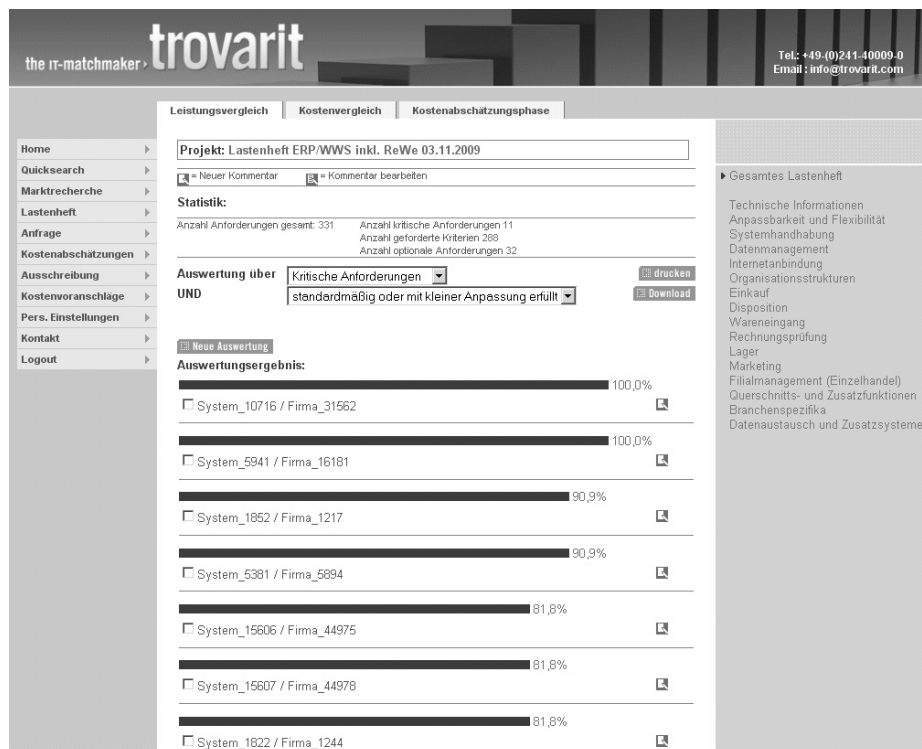 the IT-matchmaker
trovarit
Tel.: +49-(0)241-40009-0
Email : info@trovarit.com
Leistungsvergleich
Kostenvergleich
Kostenabschätzungsphase
Home
Quicksearch
Marktrecherche
Lastenheft
Anfrage
Kostenabschätzungen
Ausschreibung
Kostenvoranschläge
Pers. Einstellungen
Kontakt
Logout
Projekt: Lastenheft ERP/WWS inkl. ReWe 03.11.2009
= Neuer Kommentar
= Kommentar bearbeiten
Statistik:
Anzahl Anforderungen gesamt: 331
Anzahl kritische Anforderungen 11
Anzahl geforderte Kriterien 288
Anzahl optionale Anforderungen 32
Auswertung über
Kritische Anforderungen
drucken
UND
standardmäßig oder mit kleiner Anpassung erfüllt
Download
Neue Auswertung
Auswertungsergebnis:
100,0%
System_10716 / Firma_31562
100,0%
System_5941 / Firma_16181
90,9%
System_1852 / Firma_1217
90,9%
System_5381 / Firma_5894
81,8%
System_15606 / Firma_44975
81,8%
System_15607 / Firma_44978
81,8%
System_1822 / Firma_1244
Gesamtes Lastenheft
Technische Informationen
Anpassbarkeit und Flexibilität
Systemhandhabung
Datenmanagement
Internetanbindung
Organisationsstrukturen
Einkauf
Disposition
Wareneingang
Rechnungsprüfung
Lager
Marketing
Filialmanagement (Einzelhandel)
Querschnitts- und Zusatzfunktionen
Branchenspezifika
Datenaustausch und Zusatzsysteme